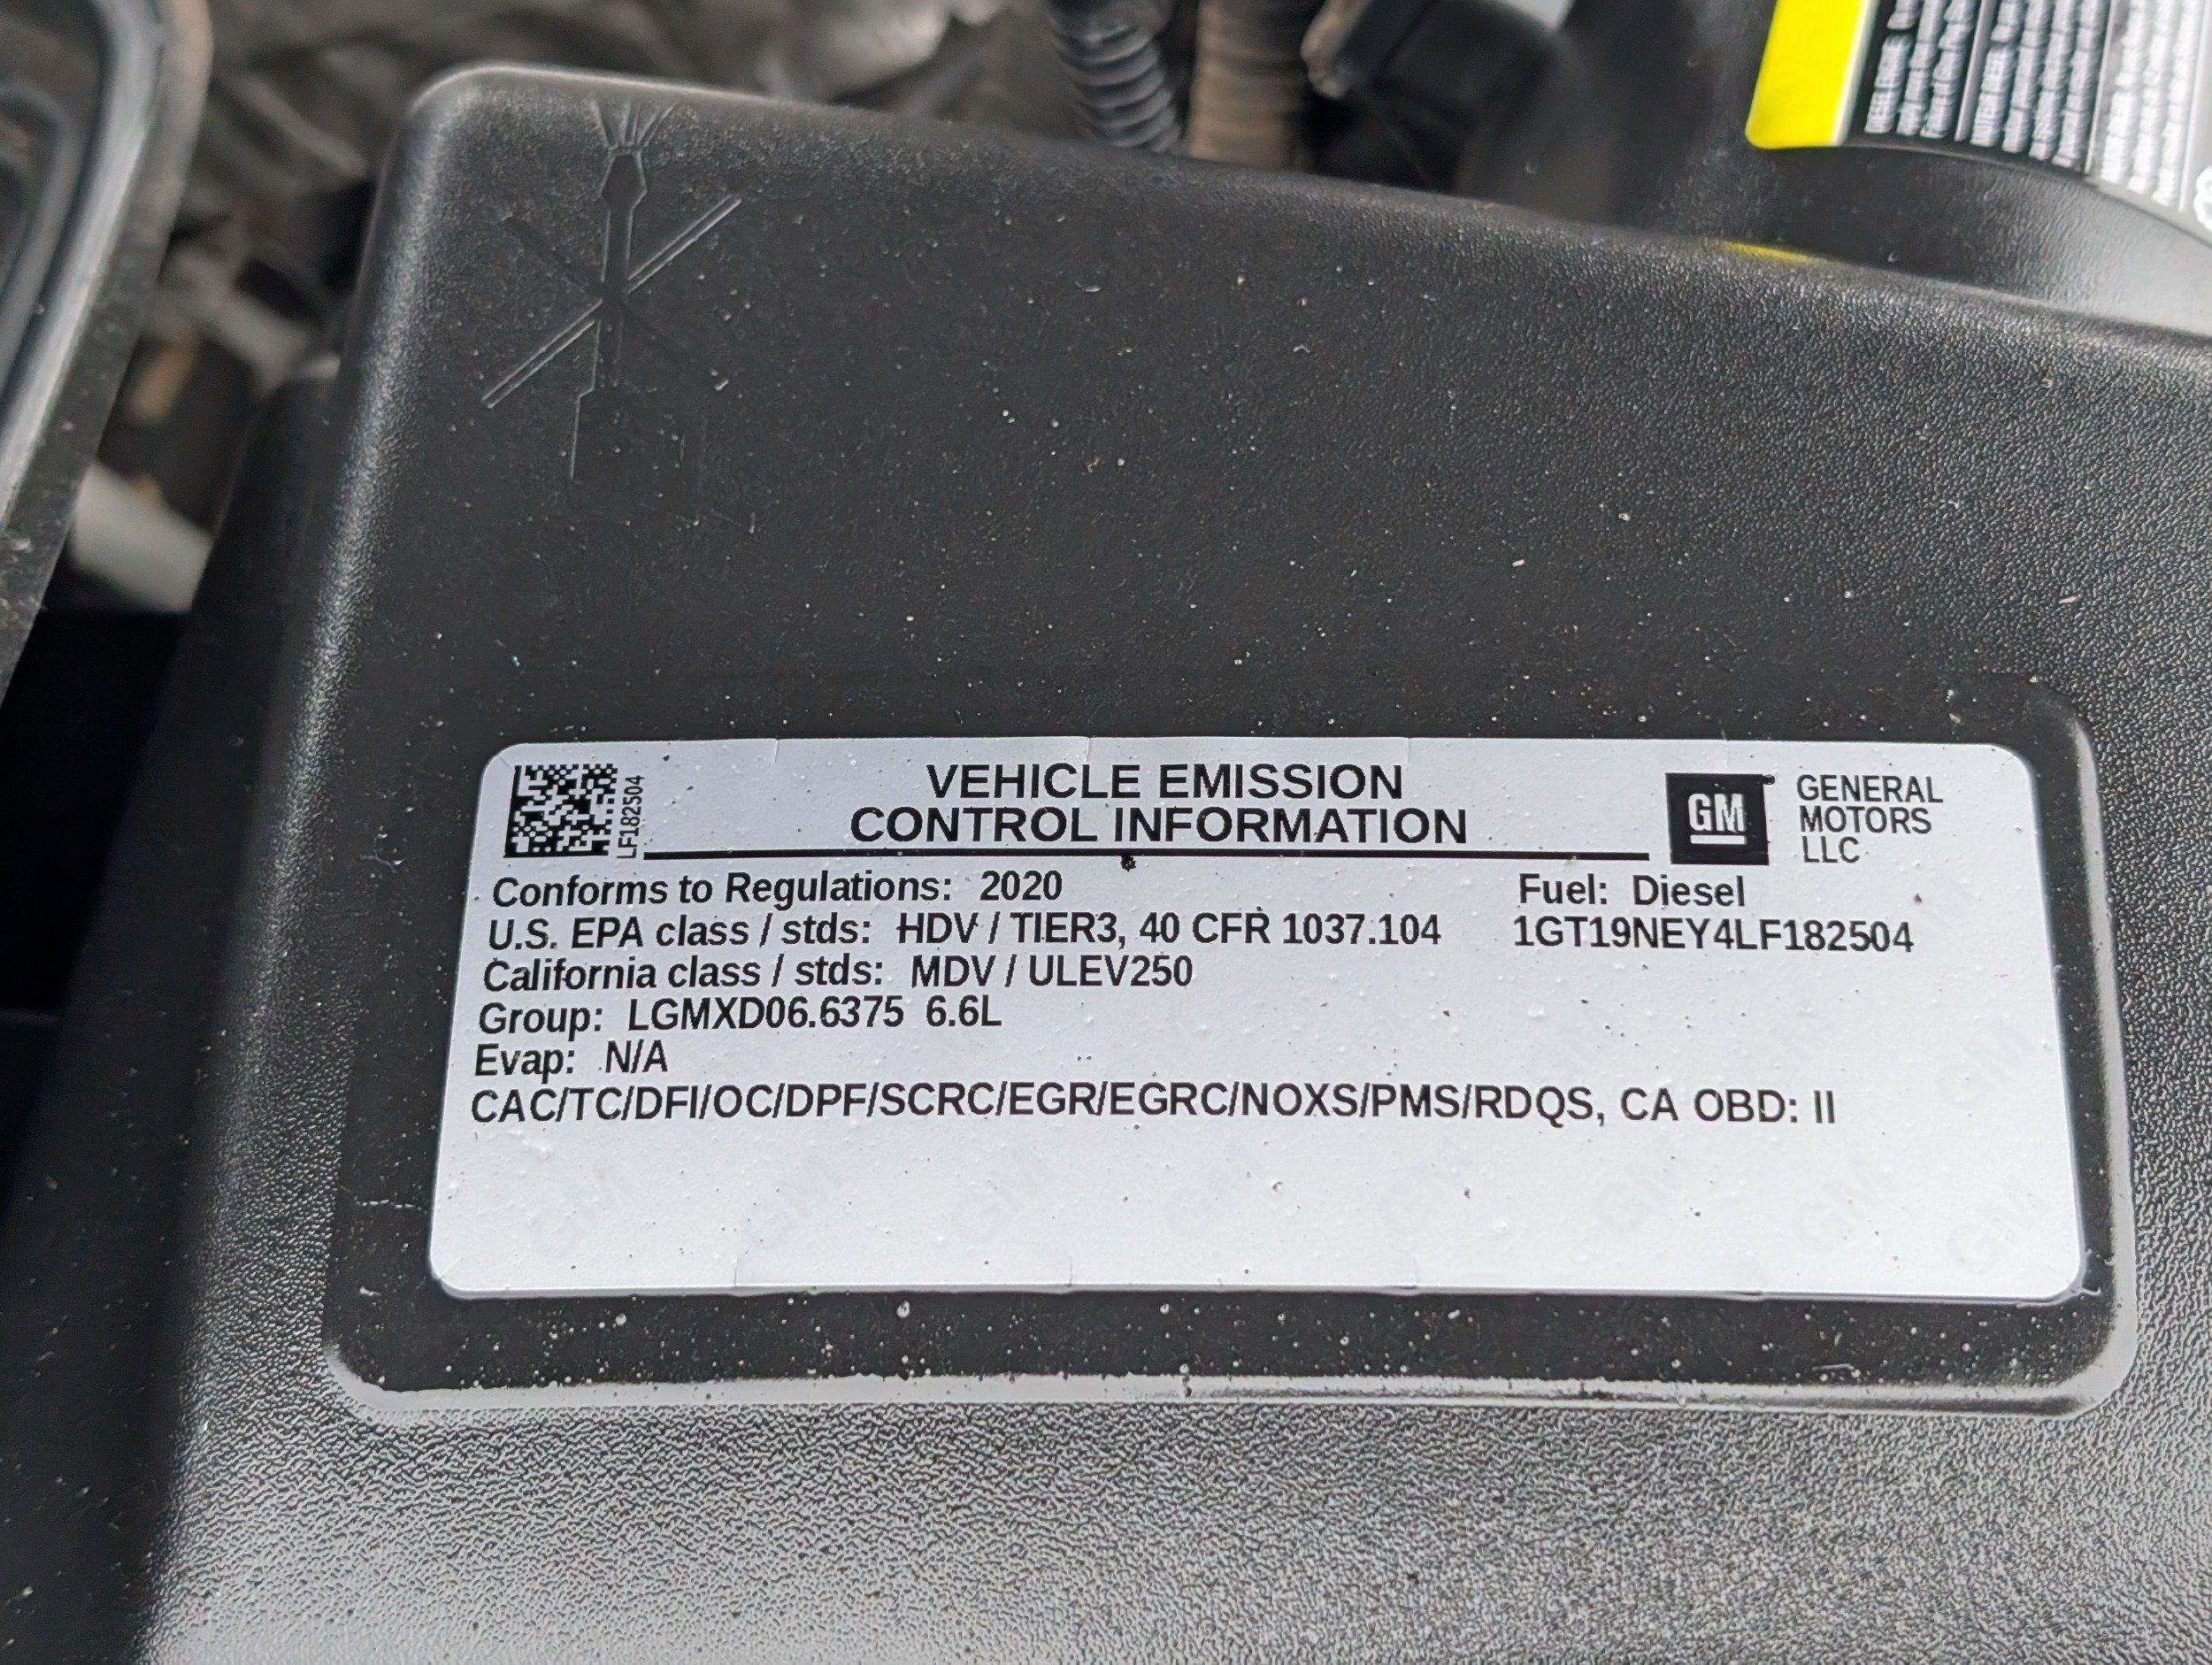 LF182504
VEHICLE EMISSION
CONTROL INFORMATION
GM
GENERAL
MOTORS
LLC
Conforms to Regulations: 2020
Fuel: Diesel
U.S. EPA class / stds: HDV / TIER3, 40 CFR 1037.104
1GT19NEY4LF182504
California class / stds: MDV / ULEV250
Group: LGMXD06.6375 6.6L
Evap: N/A
CAC/TC/DFI/OC/DPF/SCRC/EGR/EGRC/NOXS/PMS/RDQS, CA OBD: II